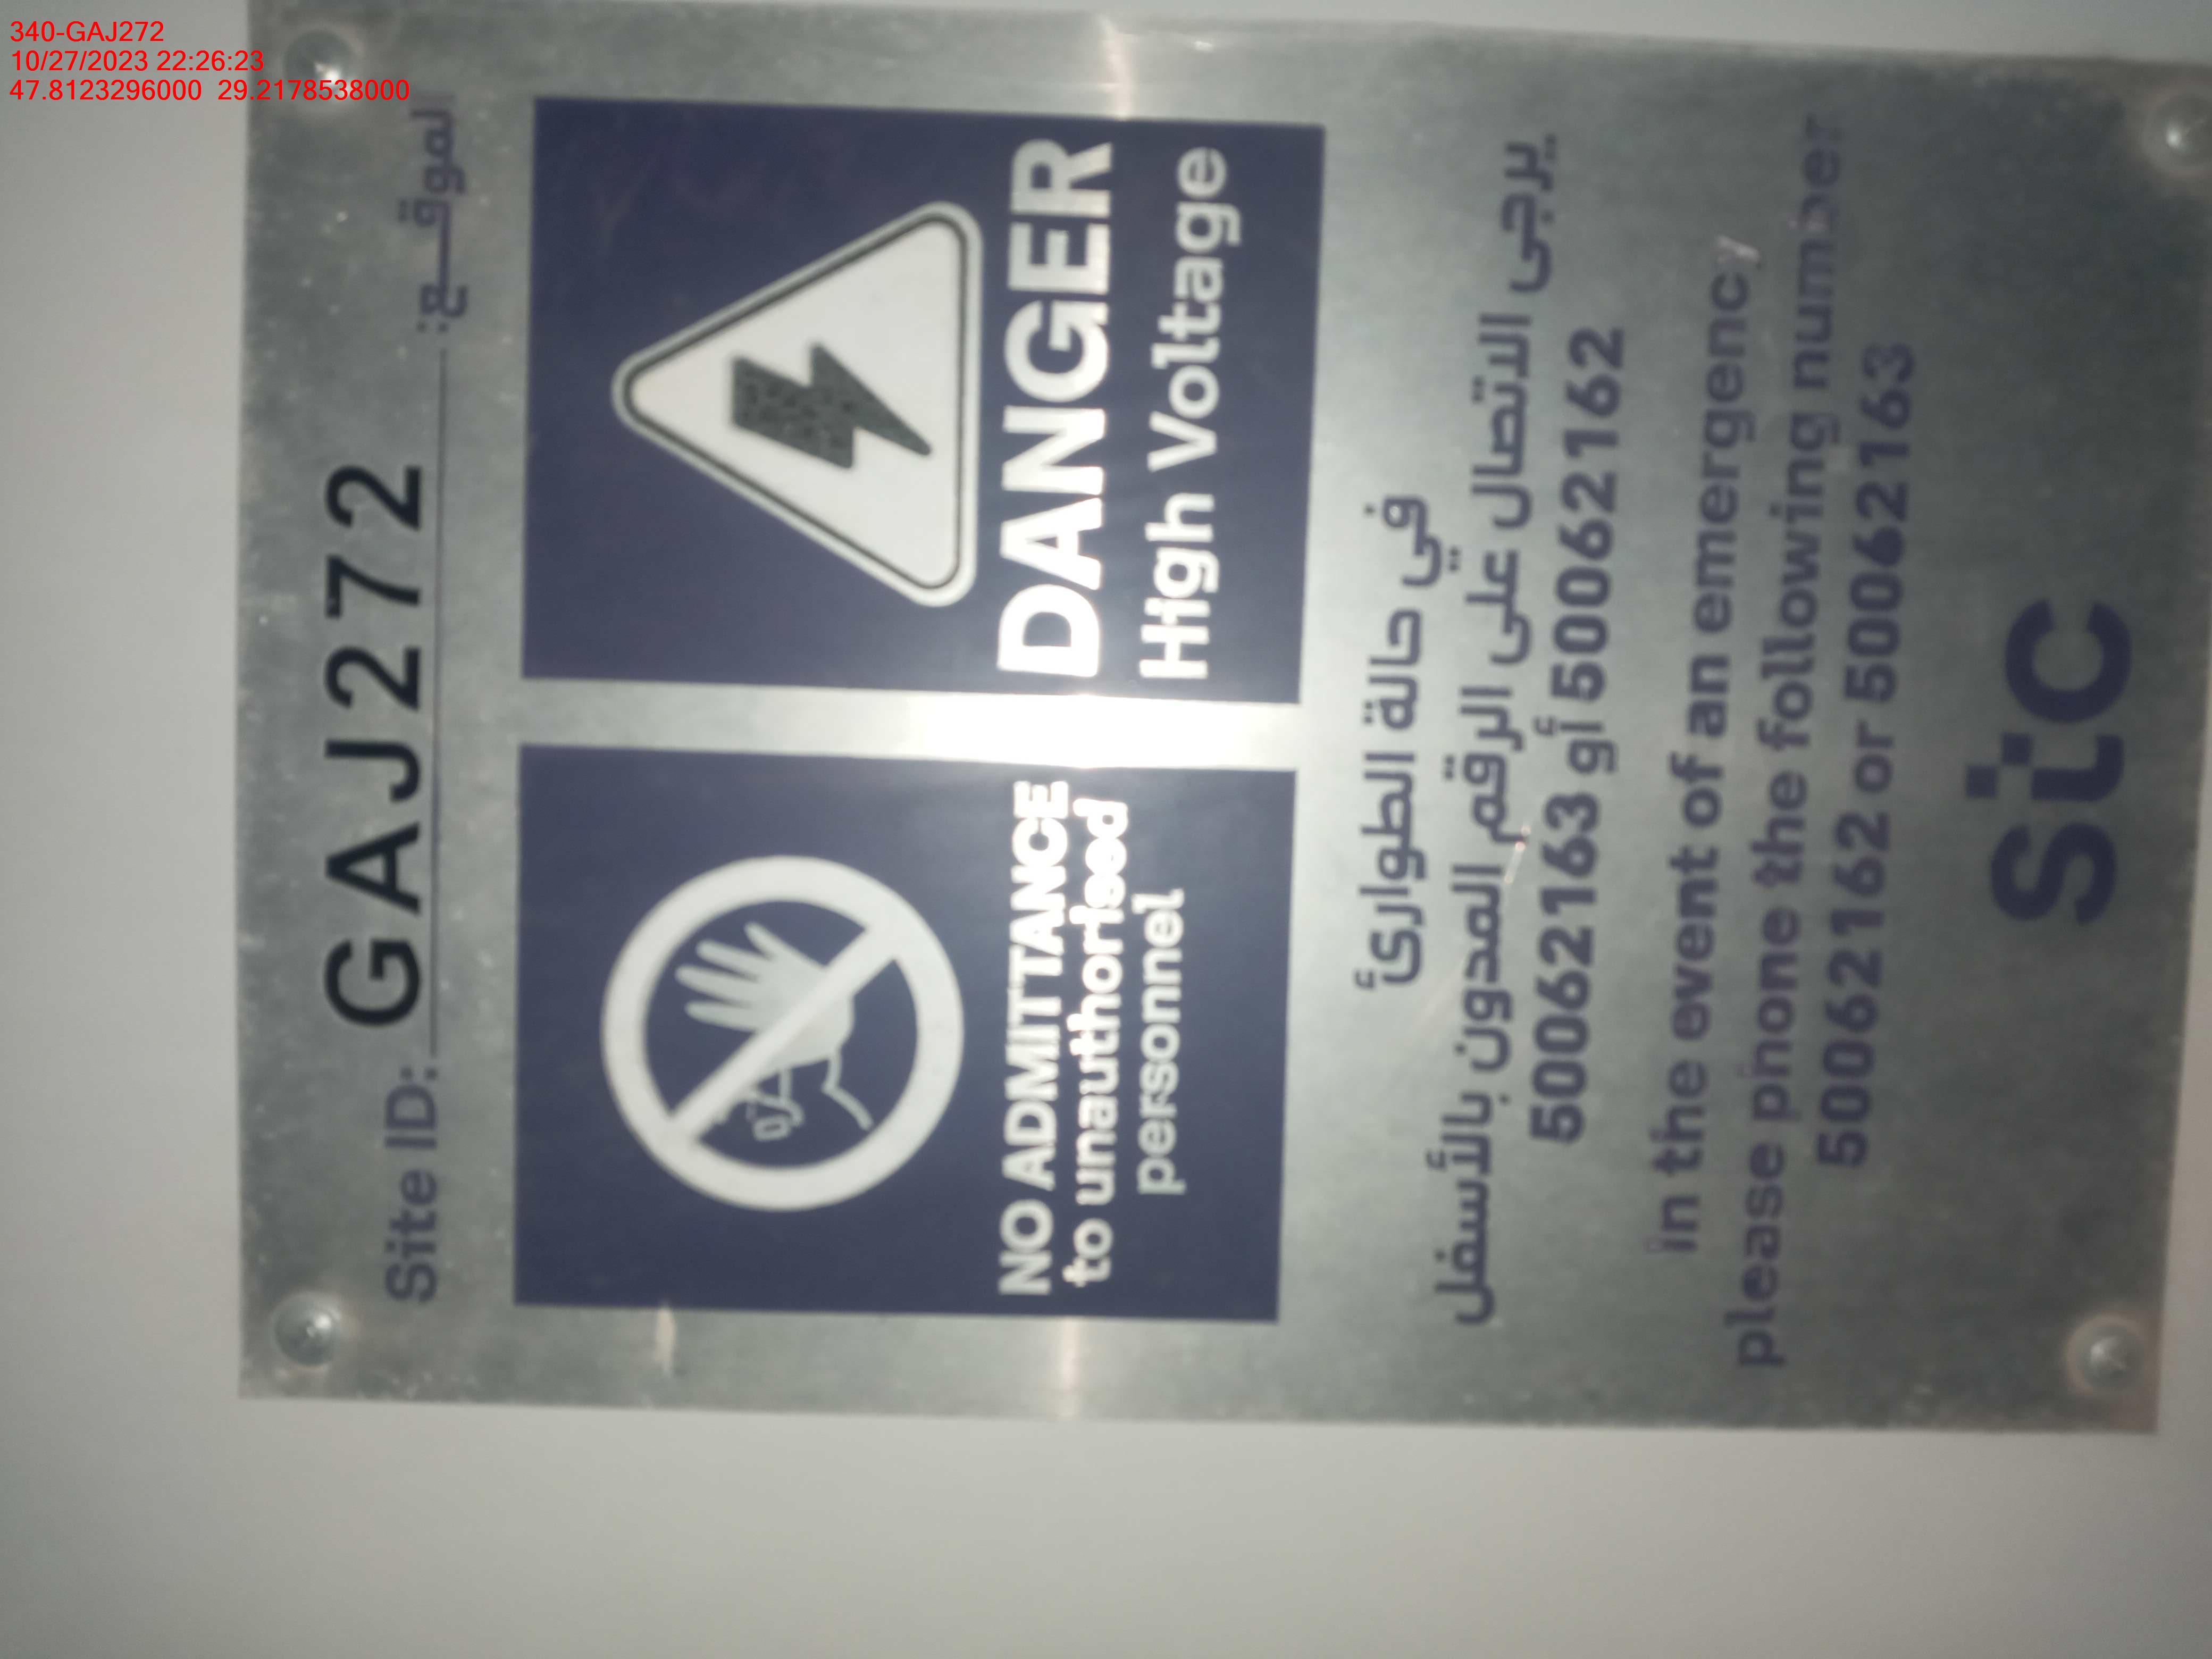 340-GAJ272
10/27/2023 22:26:23
47.8123296000 29.2178538000
Site ID: GAJ272 الموقـــع:
NO ADMITTANCE
to unauthorised
personnel
DANGER
High Voltage
في حالة الطوارئ
يرجى الاتصال على الرقم المدون بالأسفل
50062163 أو 50062162
in the event of an emergency
please phone the following number
50062162 or 50062163
stc